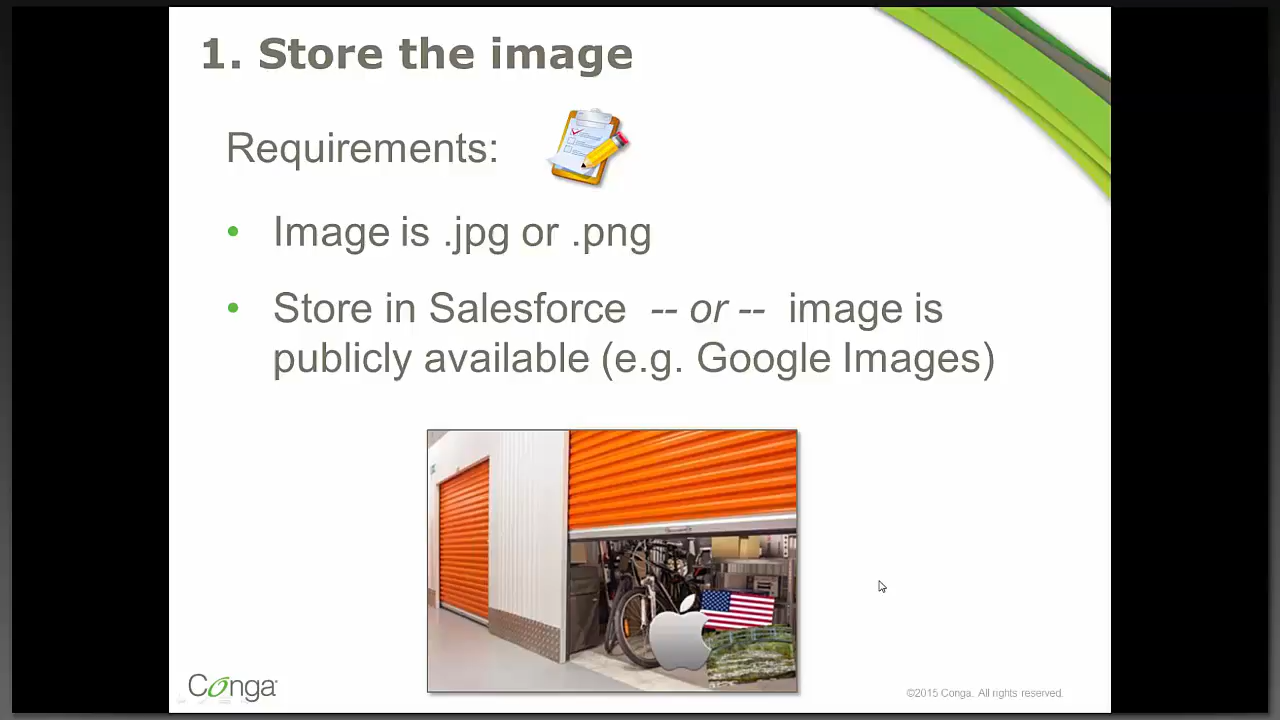 1. Store the image
Requirements:
• Image is .jpg or .png
• Store in Salesforce -- or -- image is
publicly available (e.g. Google Images)
Conga
©2015 Conga. All rights reserved.